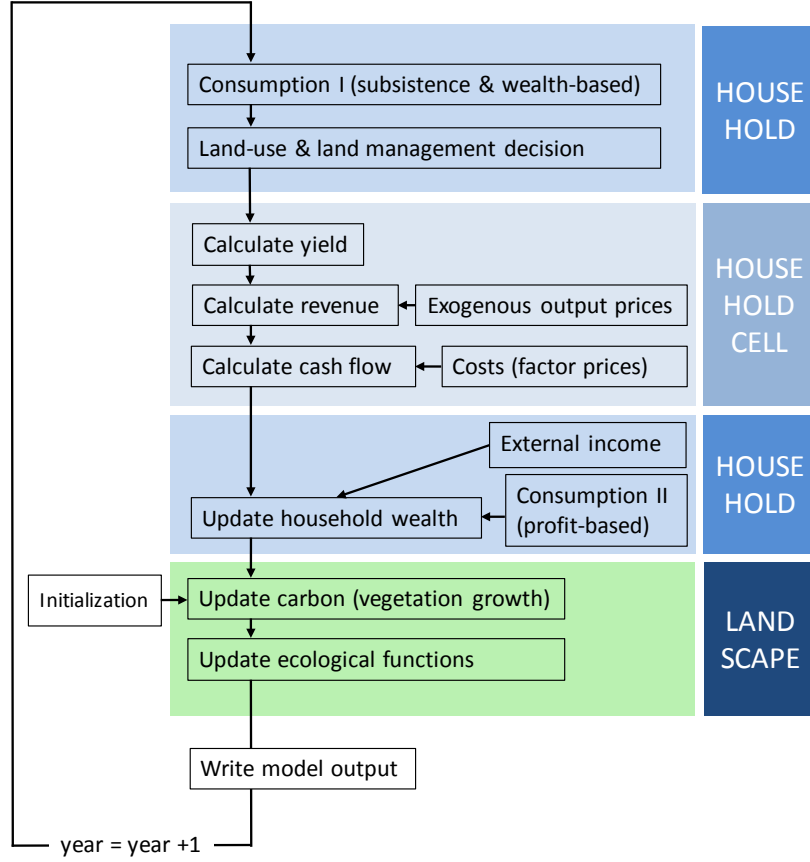 Consumption I (subsistence & wealth-based)
Land-use & land management decision
HOUSE
HOLD
Calculate yield
Calculate revenue
Exogenous output prices
Calculate cash flow
Costs (factor prices)
HOUSE
HOLD
CELL
External income
Consumption II
(profit-based)
Update household wealth
HOUSE
HOLD
Initialization
Update carbon (vegetation growth)
Update ecological functions
LAND
SCAPE
Write model output
year = year +1